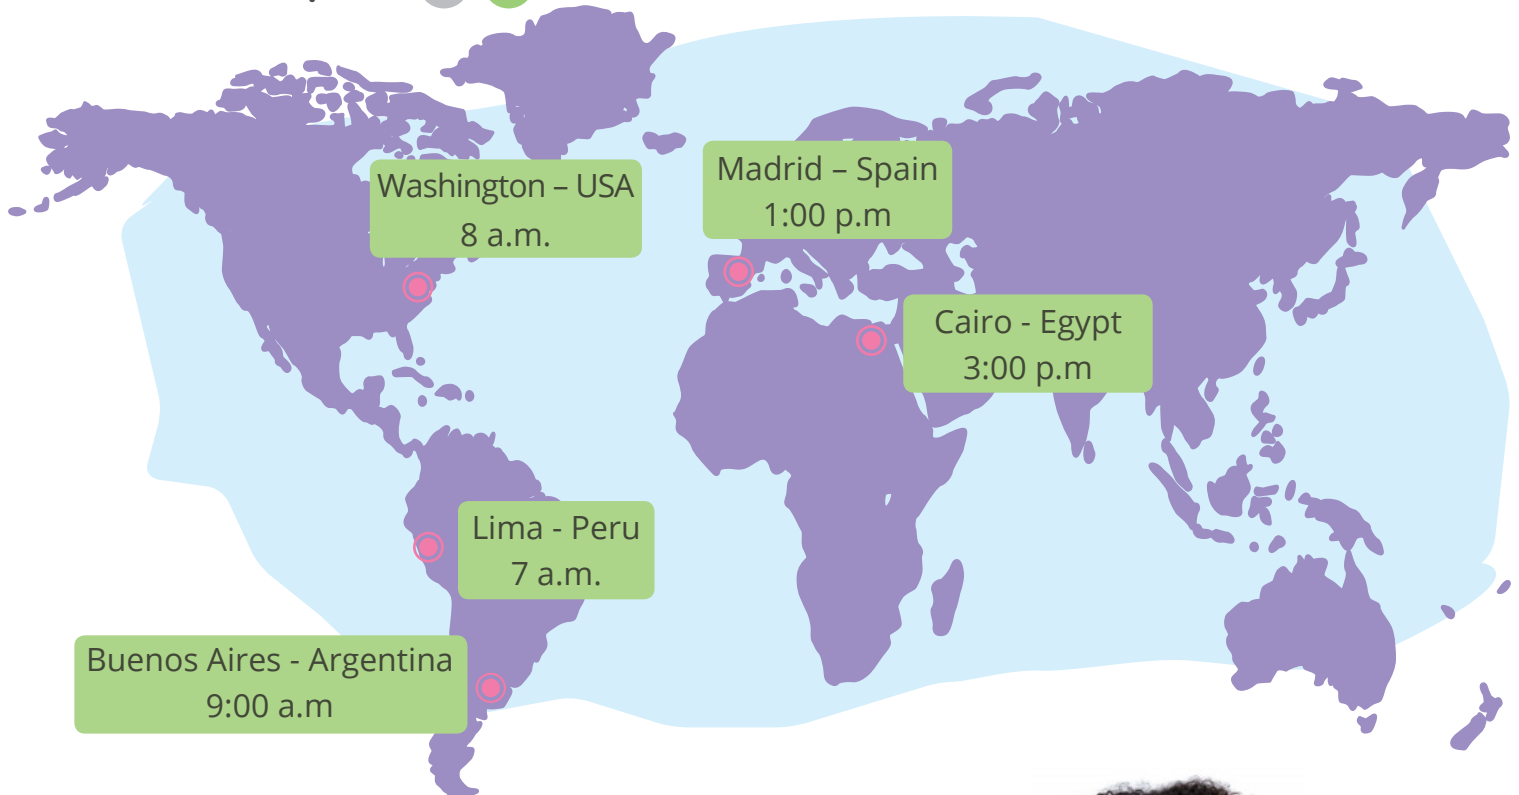 Washington – USA
8 a.m.
Madrid – Spain
1:00 p.m
Cairo - Egypt
3:00 p.m
Lima - Peru
7 a.m.
Buenos Aires - Argentina
9:00 a.m